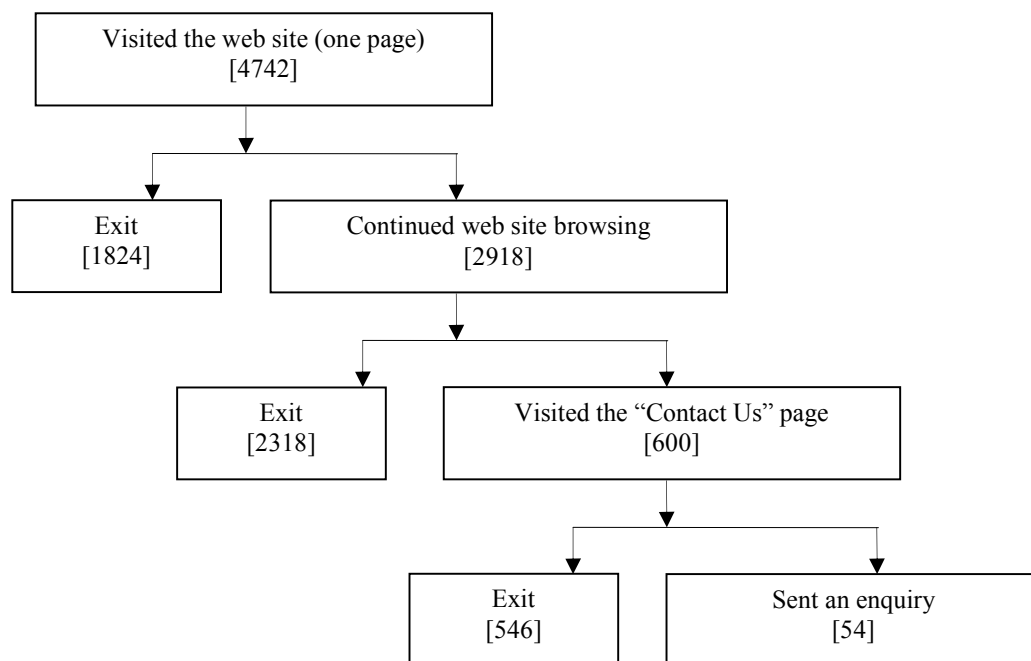 Visited the web site (one page)
[4742]
Exit
[1824]
Continued web site browsing
[2918]
Exit
[2318]
Visited the “Contact Us” page
[600]
Exit
[546]
Sent an enquiry
[54]